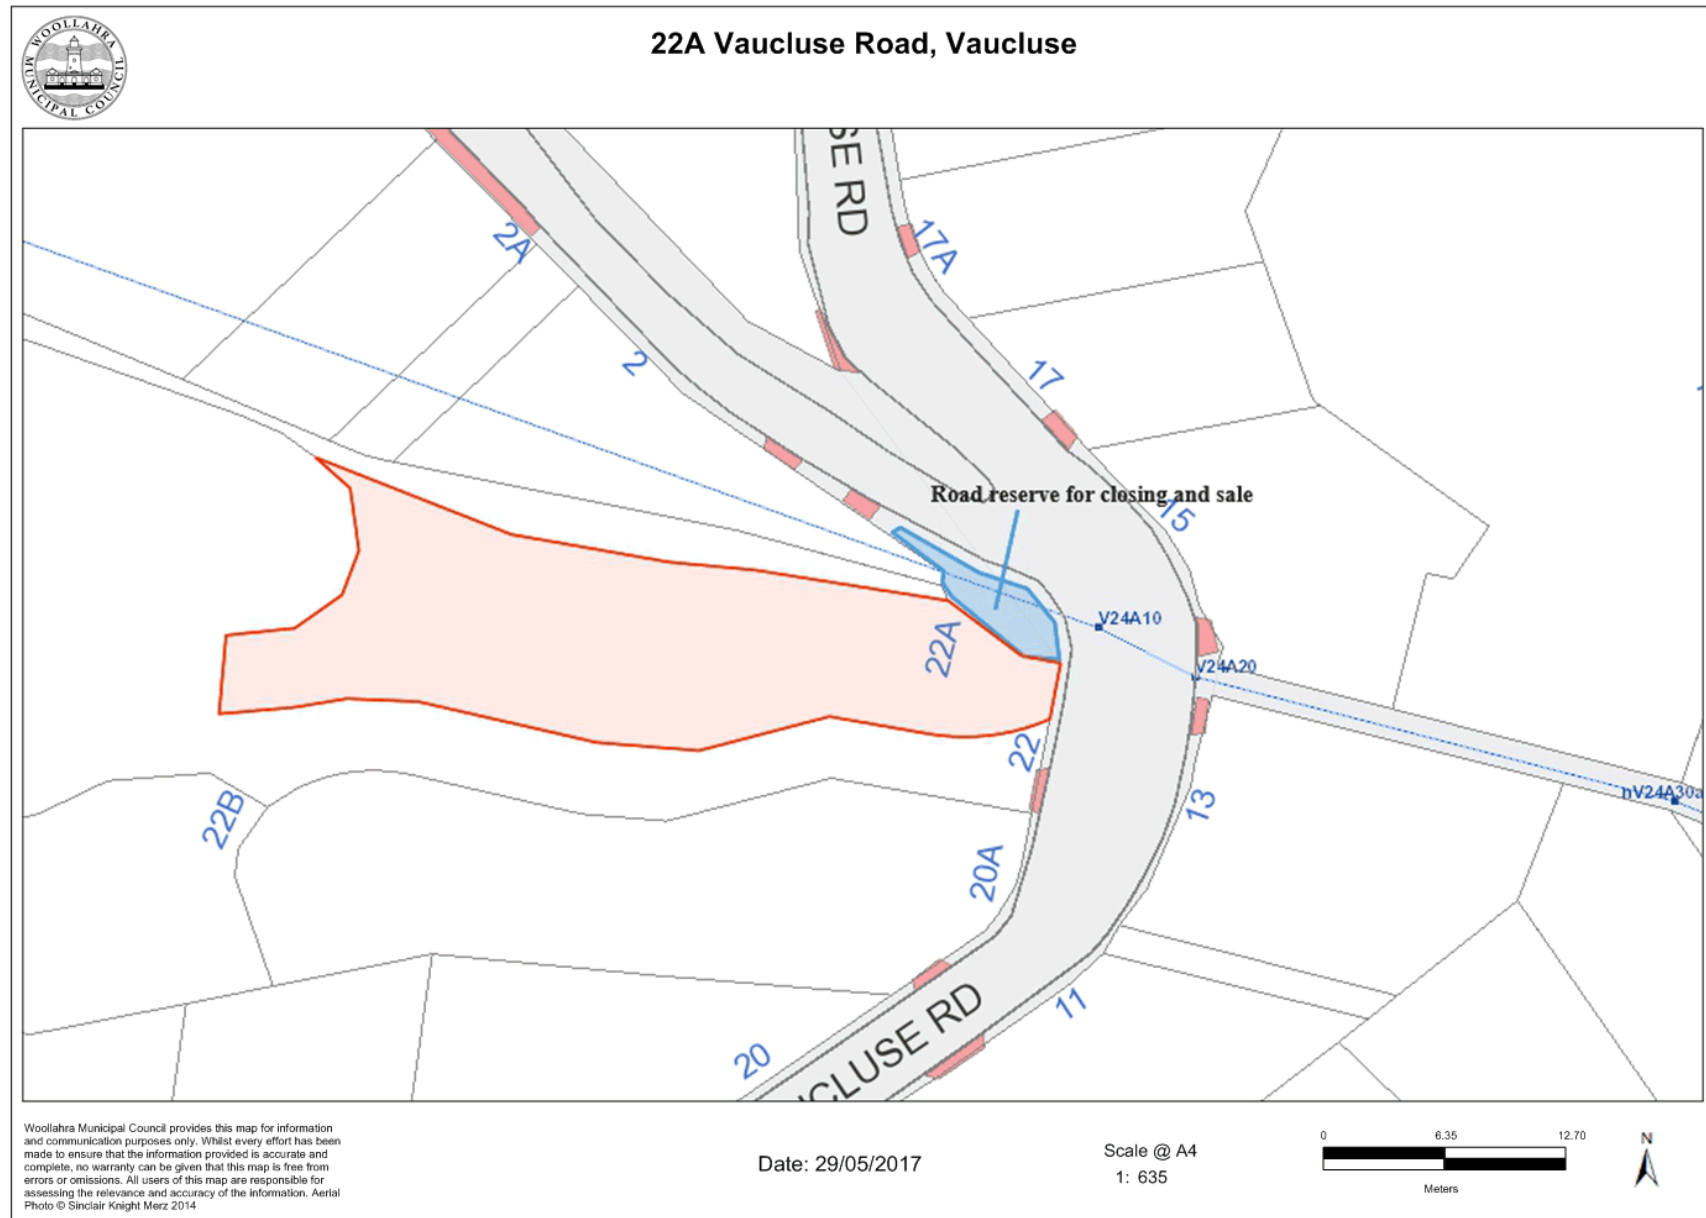 WOOLLAHRA
MUNICIPAL COUNCIL
22A Vaucluse Road, Vaucluse
SE RD
2A
17A
2
17
Road reserve for closing and sale
15
22A
V24A10
V24A20
22
22B
13
nV24A30a
20A
11
20
CLUSE RD
Woollahra Municipal Council provides this map for information
and communication purposes only. Whilst every effort has been
made to ensure that the information provided is accurate and
complete, no warranty can be given that this map is free from
errors or omissions. All users of this map are responsible for
assessing the relevance and accuracy of the information. Aerial
Photo © Sinclair Knight Merz 2014
Date: 29/05/2017
Scale @ A4
1: 635
0 6.35 12.70
Meters
N